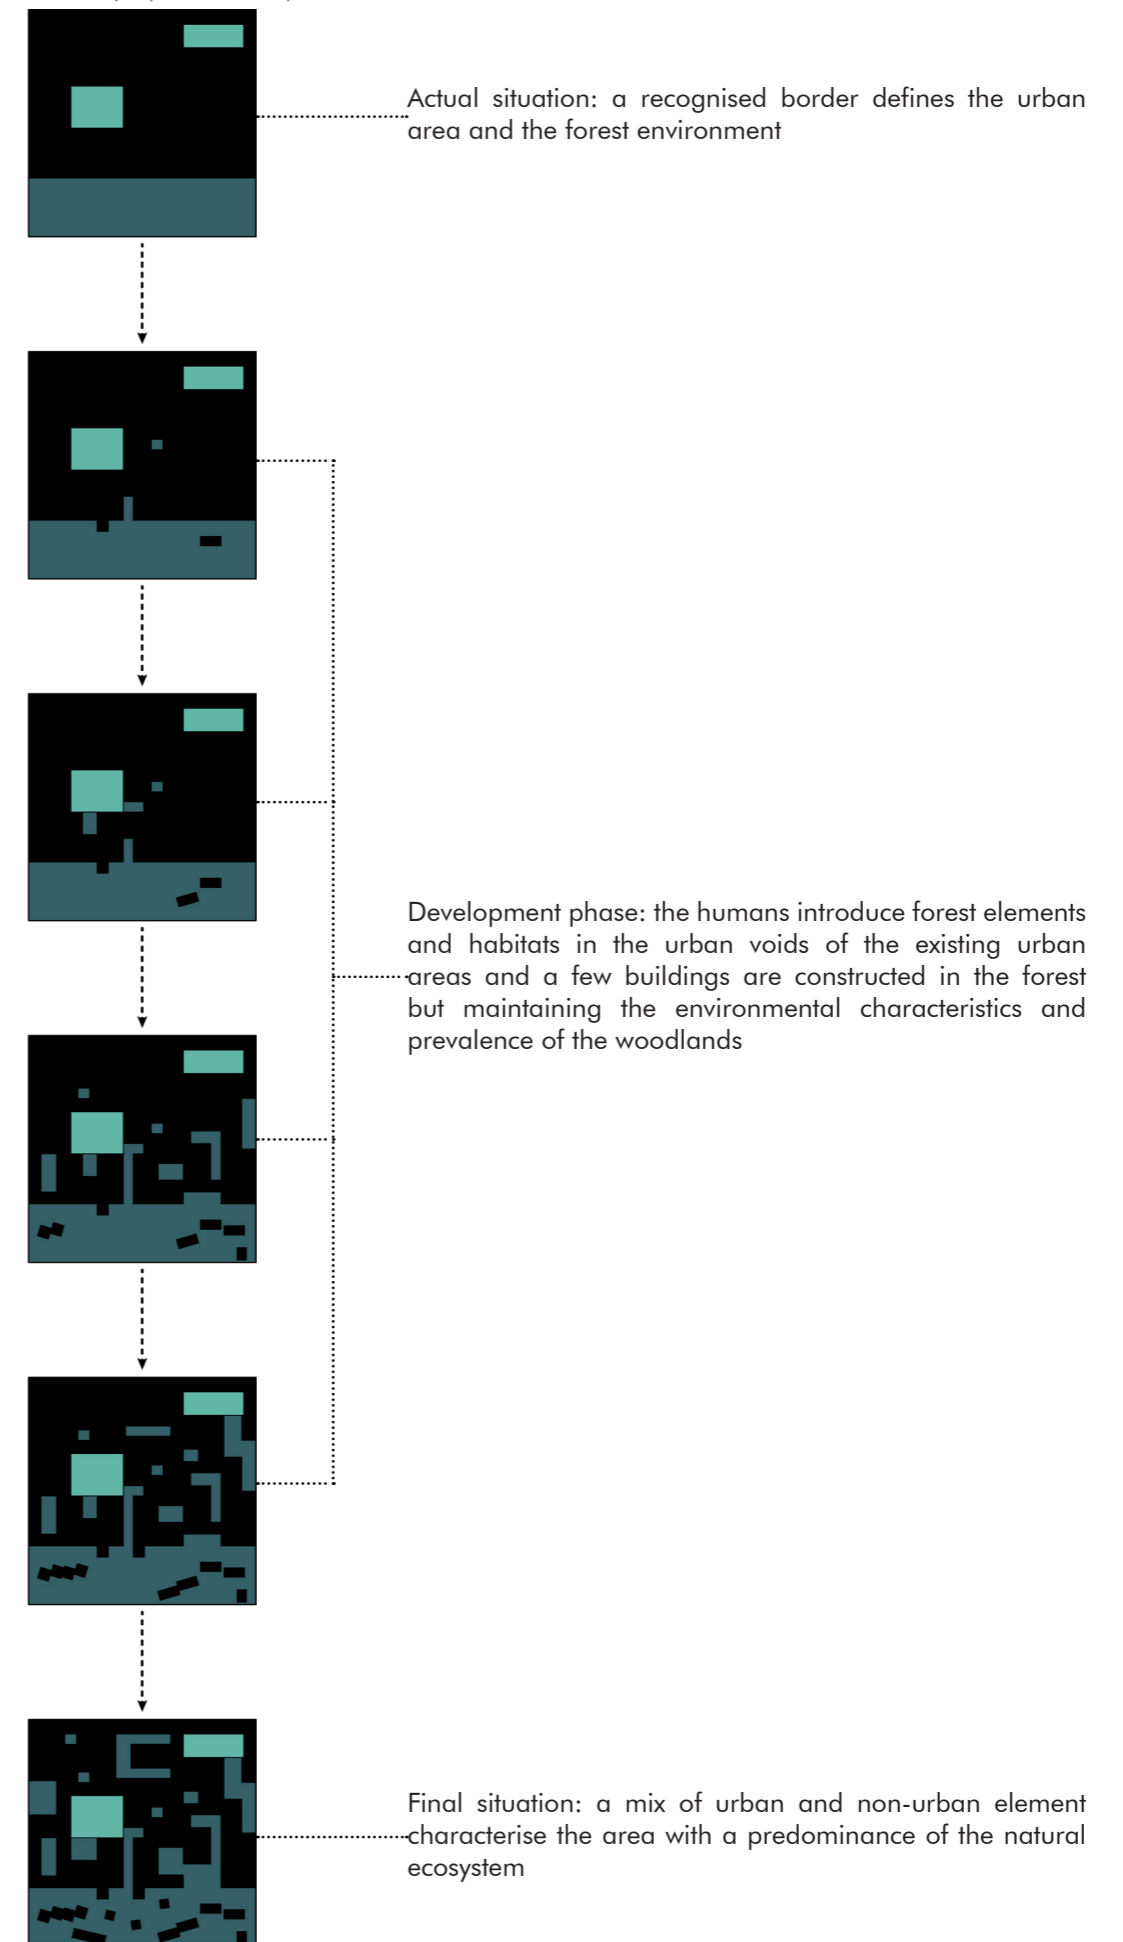 Actual situation: a recognised border defines the urban
area and the forest environment
Development phase: the humans introduce forest elements
and habitats in the urban voids of the existing urban
areas and a few buildings are constructed in the forest
but maintaining the environmental characteristics and
prevalence of the woodlands
Final situation: a mix of urban and non-urban element
characterise the area with a predominance of the natural
ecosystem